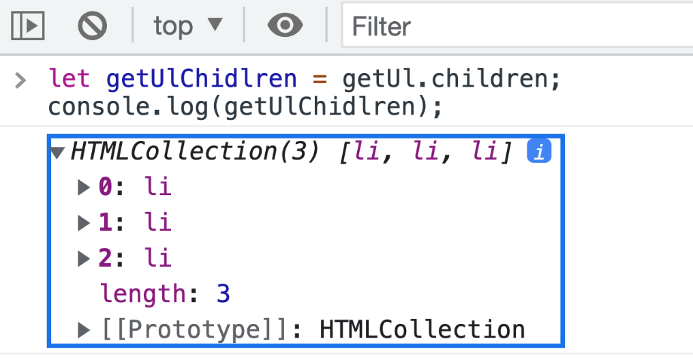 top ▼ Filter
> let getUlChidlren = getUl.children;
console.log(getUlChidlren);
▼ HTMLCollection(3) [li, li, li] i
▶ 0: li
▶ 1: li
▶ 2: li
length: 3
▶ [[Prototype]]: HTMLCollection